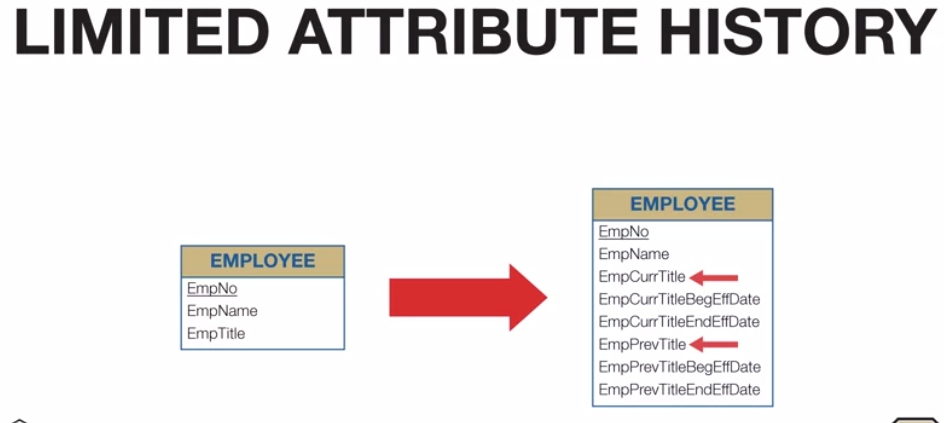 LIMITED ATTRIBUTE HISTORY
EMPLOYEE
EmpNo
EmpName
EmpTitle
EMPLOYEE
EmpNo
EmpName
EmpCurrTitle
EmpCurrTitleBegEffDate
EmpCurrTitleEndEffDate
EmpPrevTitle
EmpPrevTitleBegEffDate
EmpPrevTitleEndEffDate